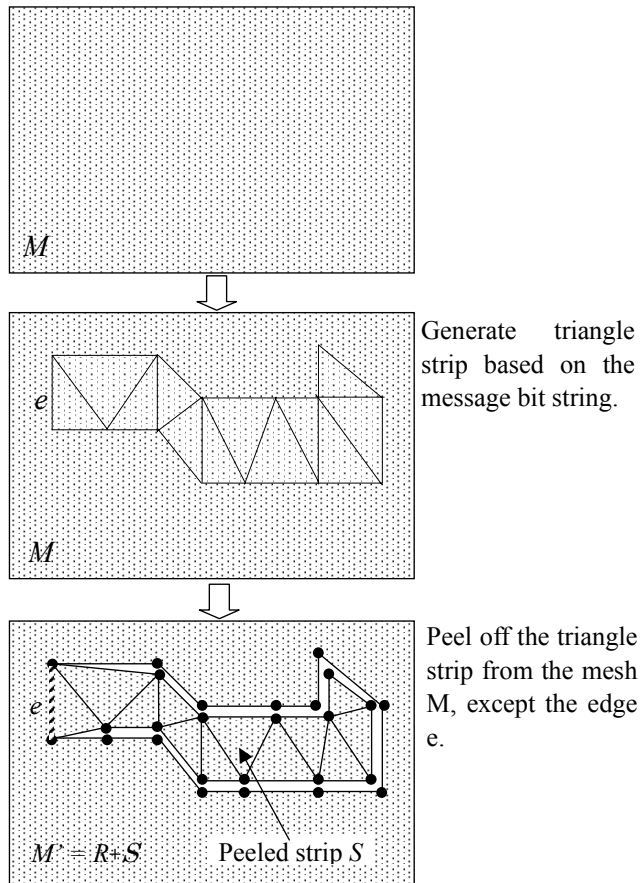 M
Generate triangle
strip based on the
message bit string.
e
M
Peel off the triangle
strip from the mesh
M, except the edge
e.
e
M' = R+S
Peeled strip S